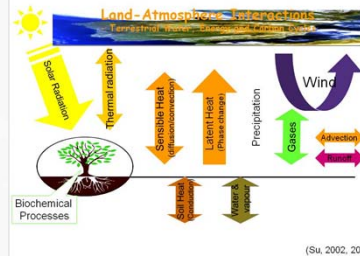 Land-Atmosphere Interactions
Terrestrial Water, Energy and Carbon Cycle
Solar Radiation
Thermal radiation
Sensible Heat
(diffusion/convection)
Latent Heat
(Phase change)
Precipitation
Wind
Gases
Advection
Runoff
Biochemical
Processes
Soil Heat
(Conduction)
Water &
vapour
(Su, 2002, 20